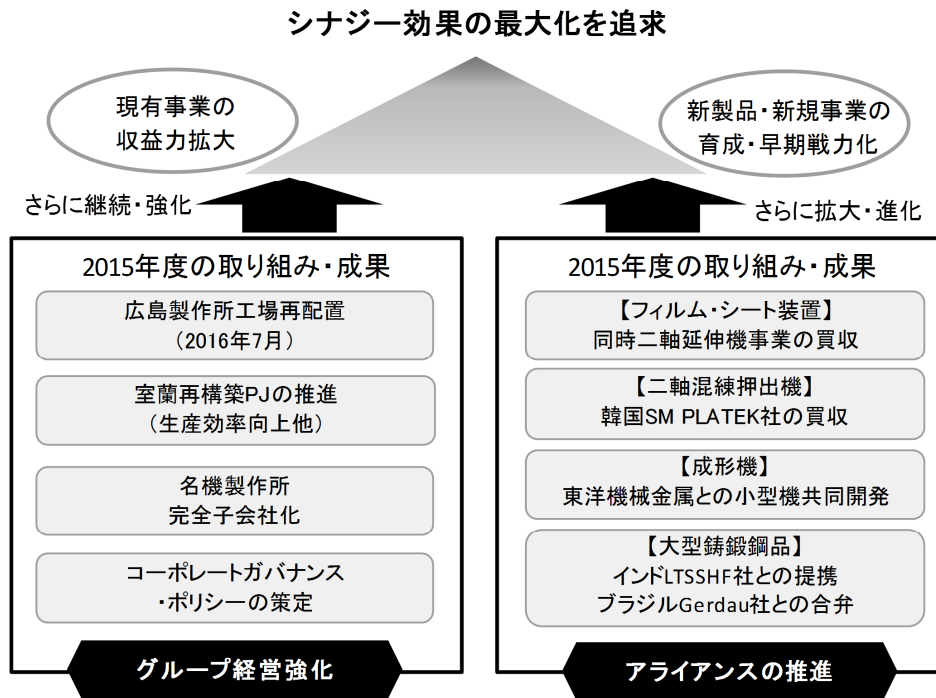 シナジー効果の最大化を追求
現有事業の
収益力拡大
新製品・新規事業の
育成・早期戦力化
さらに継続・強化
さらに拡大・進化
2015年度の取り組み・成果
広島製作所工場再配置
（2016年7月）
室蘭再構築PJの推進
（生産効率向上他）
名機製作所
完全子会社化
コーポレートガバナンス
・ポリシーの策定
グループ経営強化
2015年度の取り組み・成果
【フィルム・シート装置】
同時二軸延伸機事業の買収
【二軸混練押出機】
韓国SM PLATEK社の買収
【成形機】
東洋機械金属との小型機共同開発
【大型鋳鍛鋼品】
インドLTSSHF社との提携
ブラジルGerdau社との合弁
アライアンスの推進